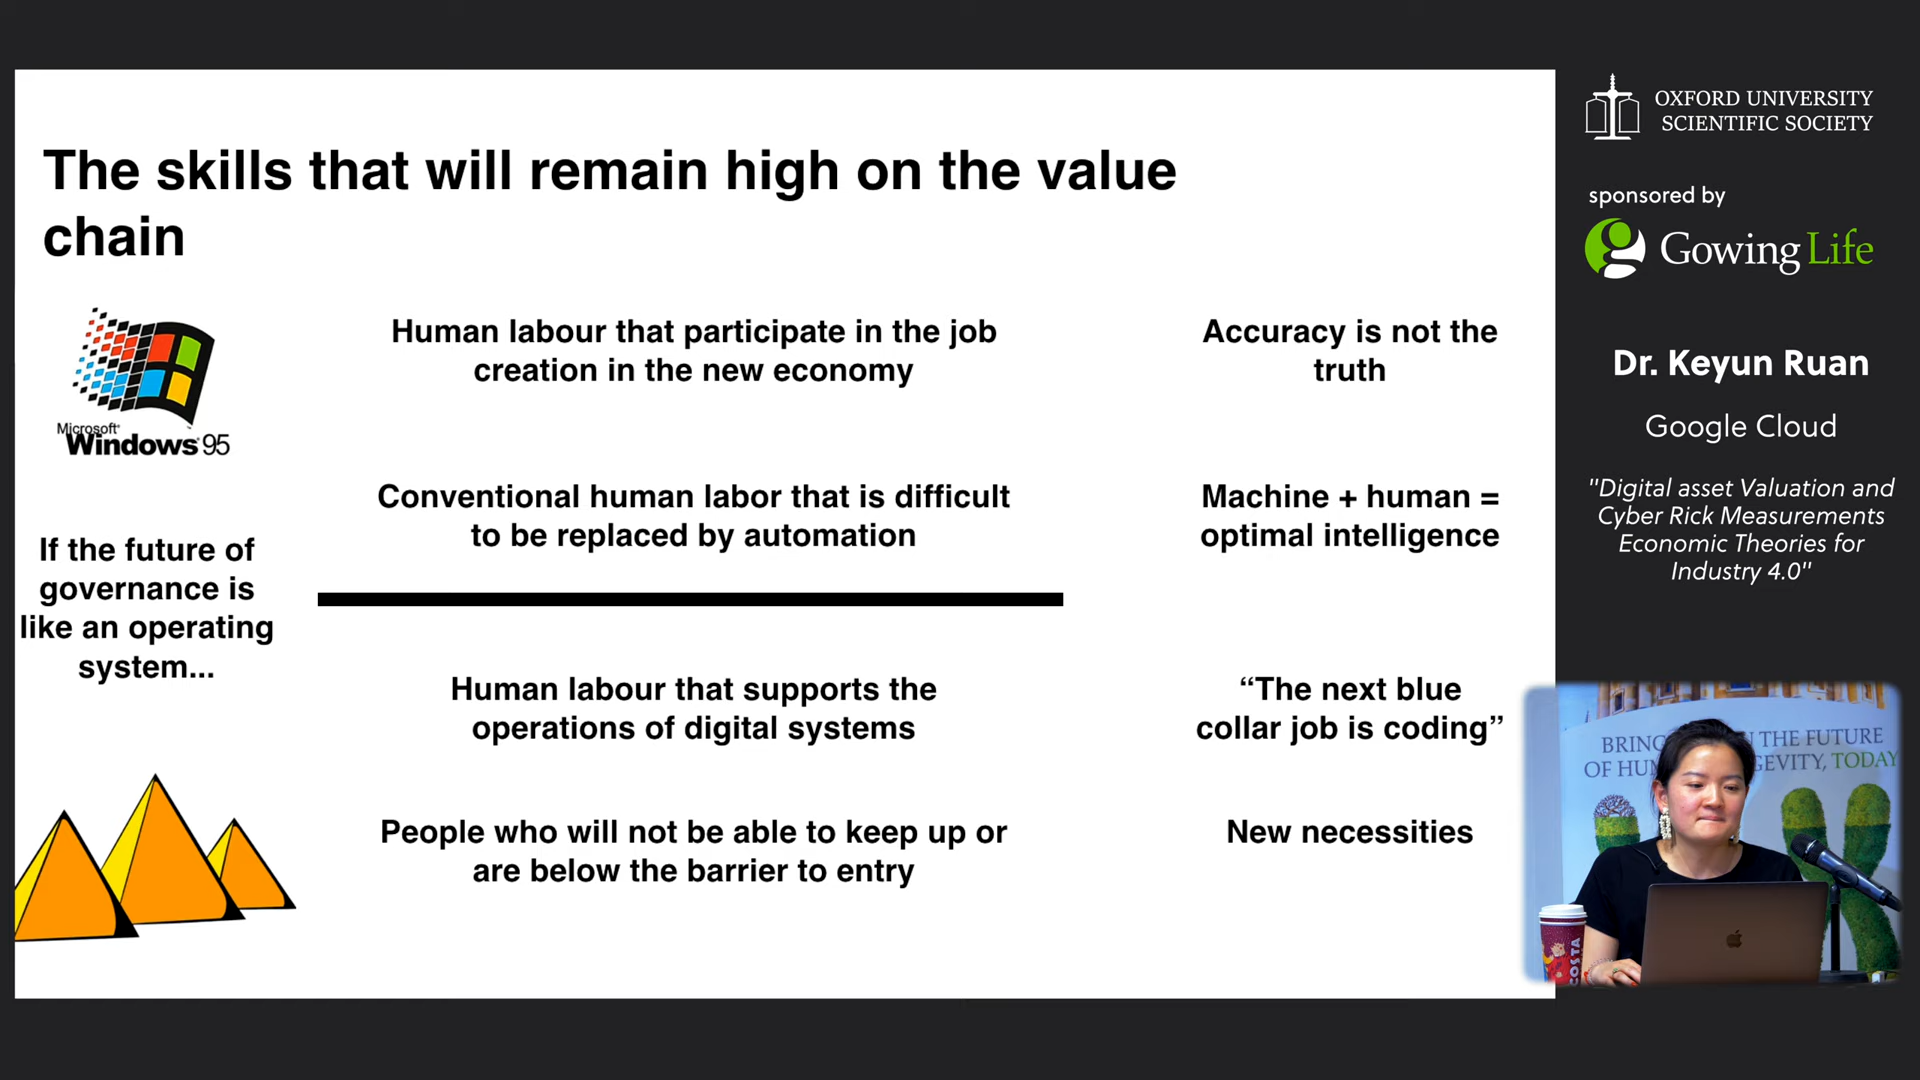 The skills that will remain high on the value
chain
Microsoft
Windows 95
If the future of
governance is
like an operating
system...
Human labour that participate in the job
creation in the new economy
Conventional human labor that is difficult
to be replaced by automation
Human labour that supports the
operations of digital systems
People who will not be able to keep up or
are below the barrier to entry
Accuracy is not the
truth
Machine + human =
optimal intelligence
“The next blue
collar job is coding”
New necessities
OXFORD UNIVERSITY
SCIENTIFIC SOCIETY
sponsored by
Gowing Life
Dr. Keyun Ruan
Google Cloud
"Digital asset Valuation and
Cyber Rick Measurements
Economic Theories for
Industry 4.0"
THE FUTURE
OF
TODAY
COSTA